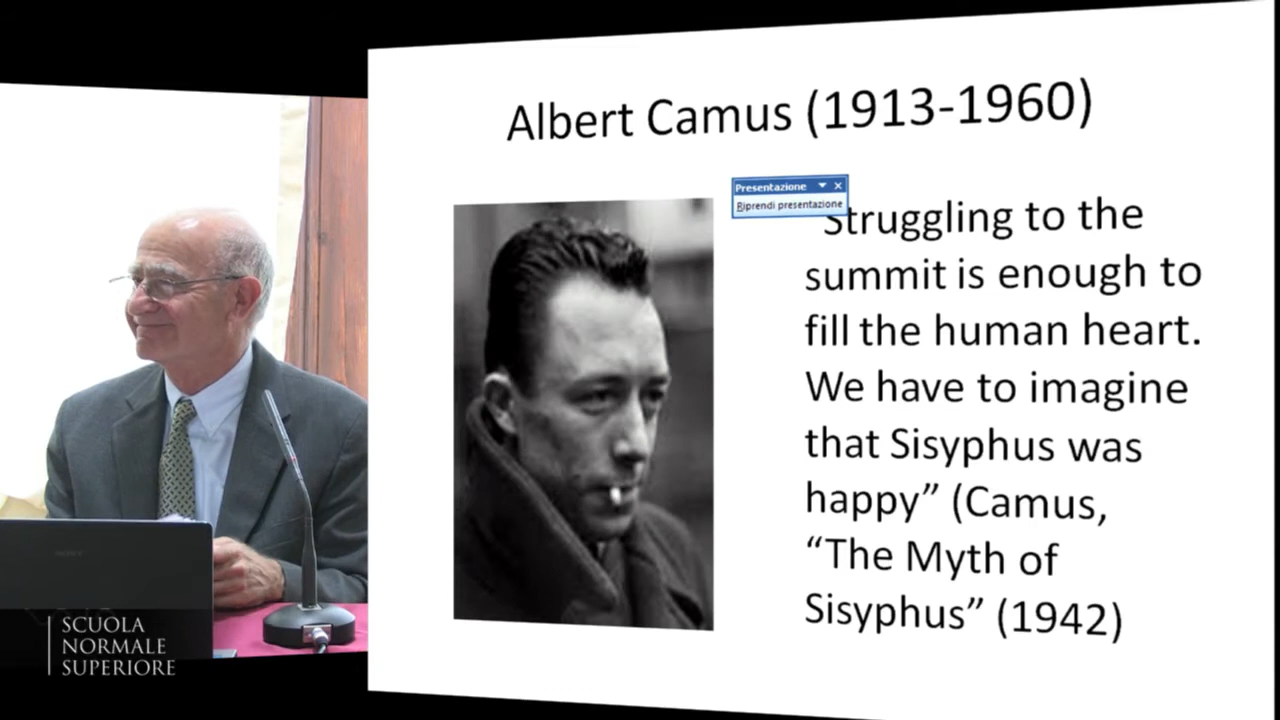 Albert Camus (1913-1960)
Presentazione
Riprendi presentazione
Struggling to the
summit is enough to
fill the human heart.
We have to imagine
that Sisyphus was
happy” (Camus,
“The Myth of
Sisyphus” (1942)
SONY
SCUOLA
NORMALE
SUPERIORE